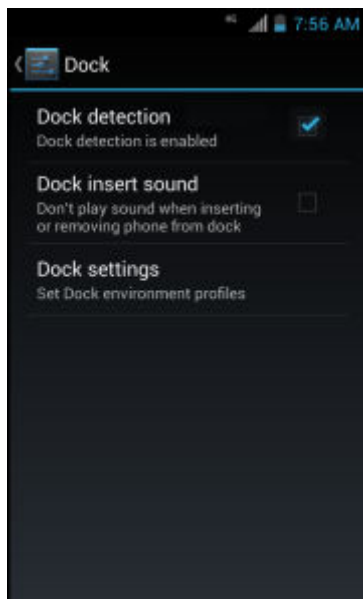 4G 7:56 AM
Dock
Dock detection
Dock detection is enabled
Dock insert sound
Don't play sound when inserting
or removing phone from dock
Dock settings
Set Dock environment profiles